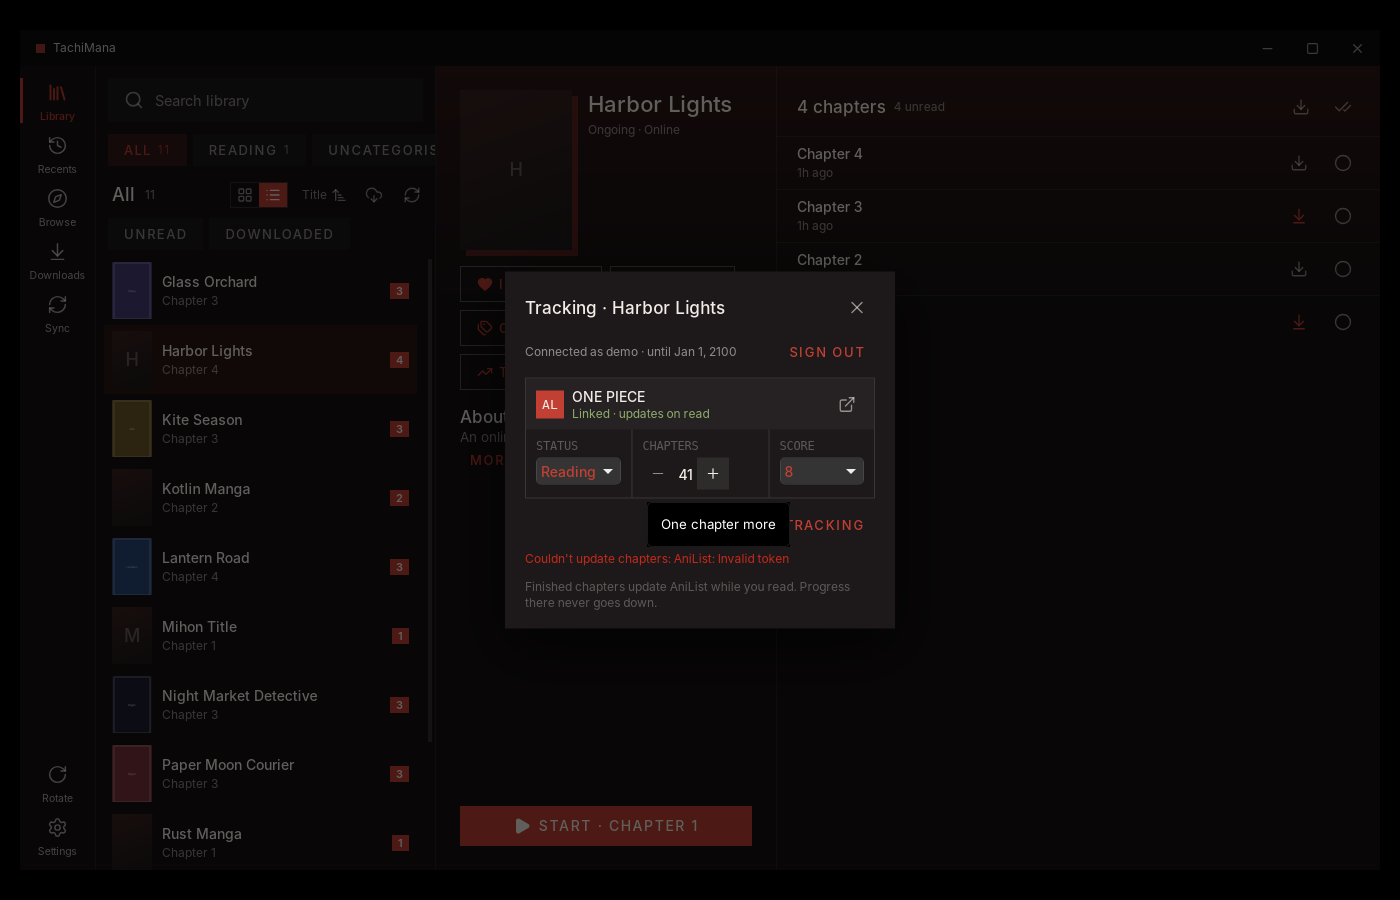 TachiMana
Library
Recents
Browse
Downloads
Sync
Rotate
Settings
Search library
ALL 11
READING 1
UNCATEGORIS
All 11
Title
UNREAD
DOWNLOADED
Glass Orchard
Chapter 3
3
H
Harbor Lights
Chapter 4
4
Kite Season
Chapter 3
3
Kotlin Manga
Chapter 2
2
Lantern Road
Chapter 4
3
M
Mihon Title
Chapter 1
1
Night Market Detective
Chapter 3
3
Paper Moon Courier
Chapter 3
3
Rust Manga
Chapter 1
1
H
Harbor Lights
Ongoing · Online
About
An onli
MOR
START · CHAPTER 1
4 chapters 4 unread
Chapter 4
1h ago
Chapter 3
1h ago
Chapter 2
Tracking · Harbor Lights
Connected as demo · until Jan 1, 2100
SIGN OUT
AL
ONE PIECE
Linked · updates on read
STATUS
Reading
CHAPTERS
41
SCORE
8
One chapter more
TRACKING
Couldn't update chapters: AniList: Invalid token
Finished chapters update AniList while you read. Progress
there never goes down.